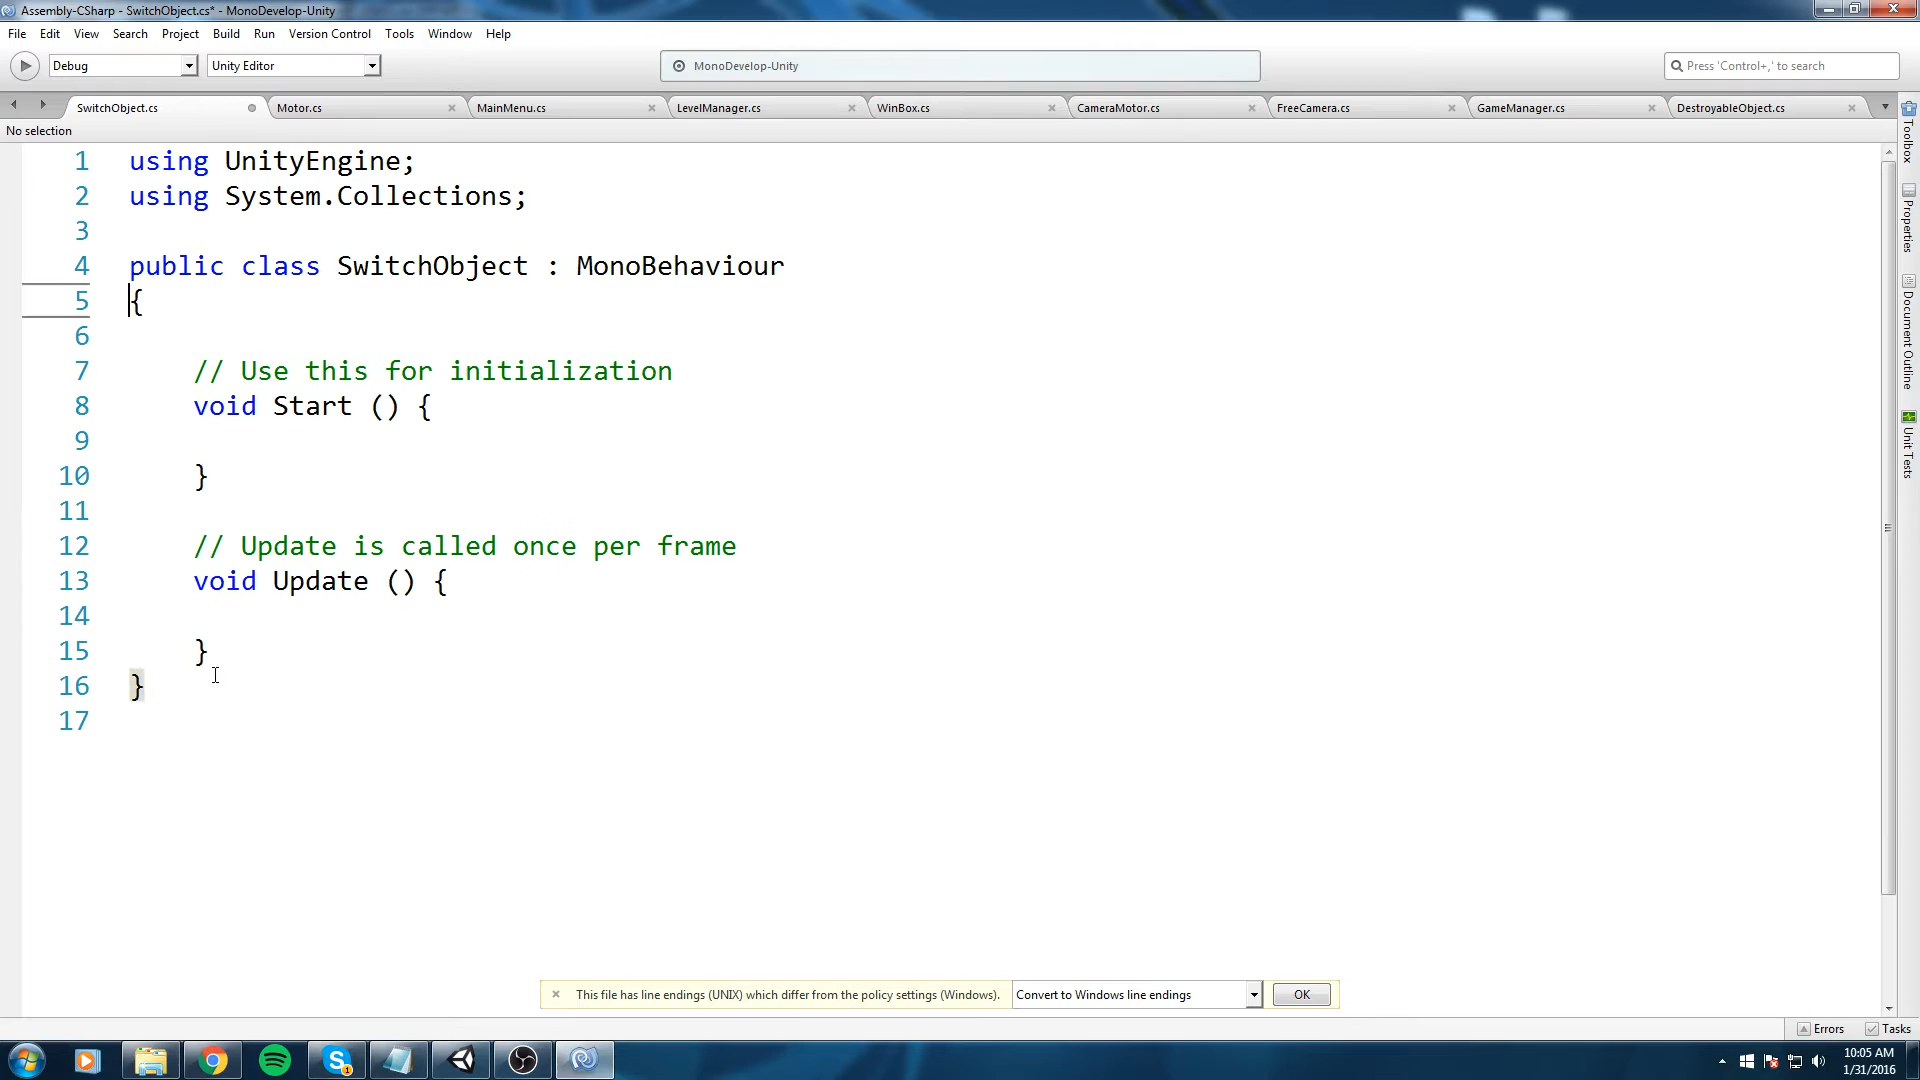 Assembly-CSharp - SwitchObject.cs* - MonoDevelop-Unity
File Edit View Search Project Build Run Version Control Tools Window Help
Debug Unity Editor MonoDevelop-Unity Press 'Control+,' to search
SwitchObject.cs Motor.cs MainMenu.cs LevelManager.cs WinBox.cs CameraMotor.cs FreeCamera.cs GameManager.cs DestroyableObject.cs
No selection
1 using UnityEngine;
2 using System.Collections;
3
4 public class SwitchObject : MonoBehaviour
5 {
6
7 // Use this for initialization
8 void Start () {
9
10 }
11
12 // Update is called once per frame
13 void Update () {
14
15 }
16 }
17
Toolbox
Properties
Document Outline
Unit Tests
This file has line endings (UNIX) which differ from the policy settings (Windows). Convert to Windows line endings OK
Errors Tasks
1
10:05 AM
1/31/2016